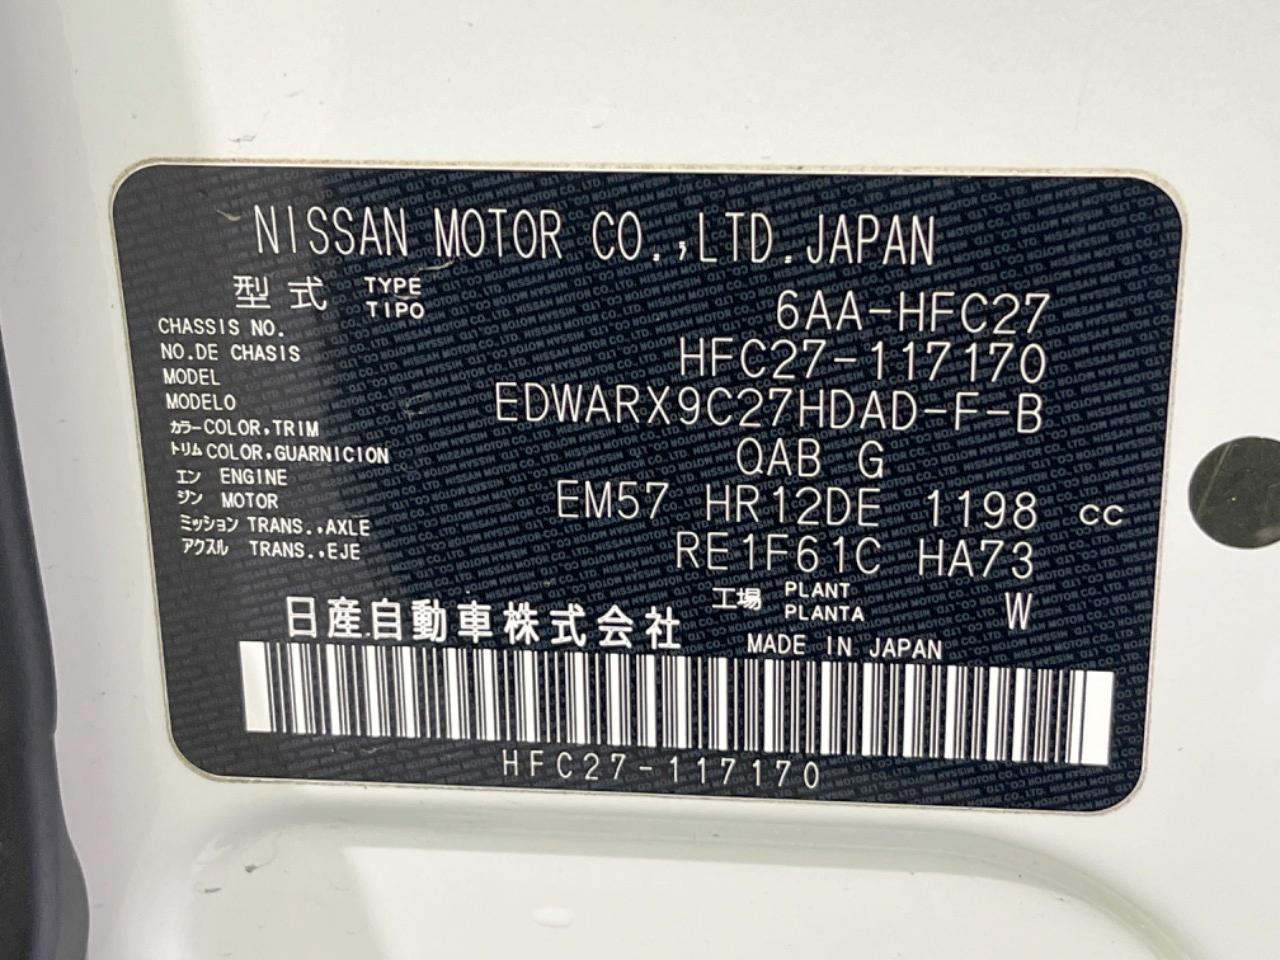 NISSAN MOTOR CO.,LTD.JAPAN
型式 TYPE TIPO 6AA-HFC27
CHASSIS NO.
NO.DE CHASIS HFC27-117170
MODEL
MODELO EDWARX9C27HDAD-F-B
カラー COLOR,TRIM
トリム COLOR,GUARNICION QAB G
エン ENGINE
ジン MOTOR EM57 HR12DE 1198 cc
ミッション TRANS.,AXLE
アクスル TRANS.,EJE RE1F61C HA73
工場 PLANT PLANTA W
日産自動車株式会社 MADE IN JAPAN
HFC27-117170